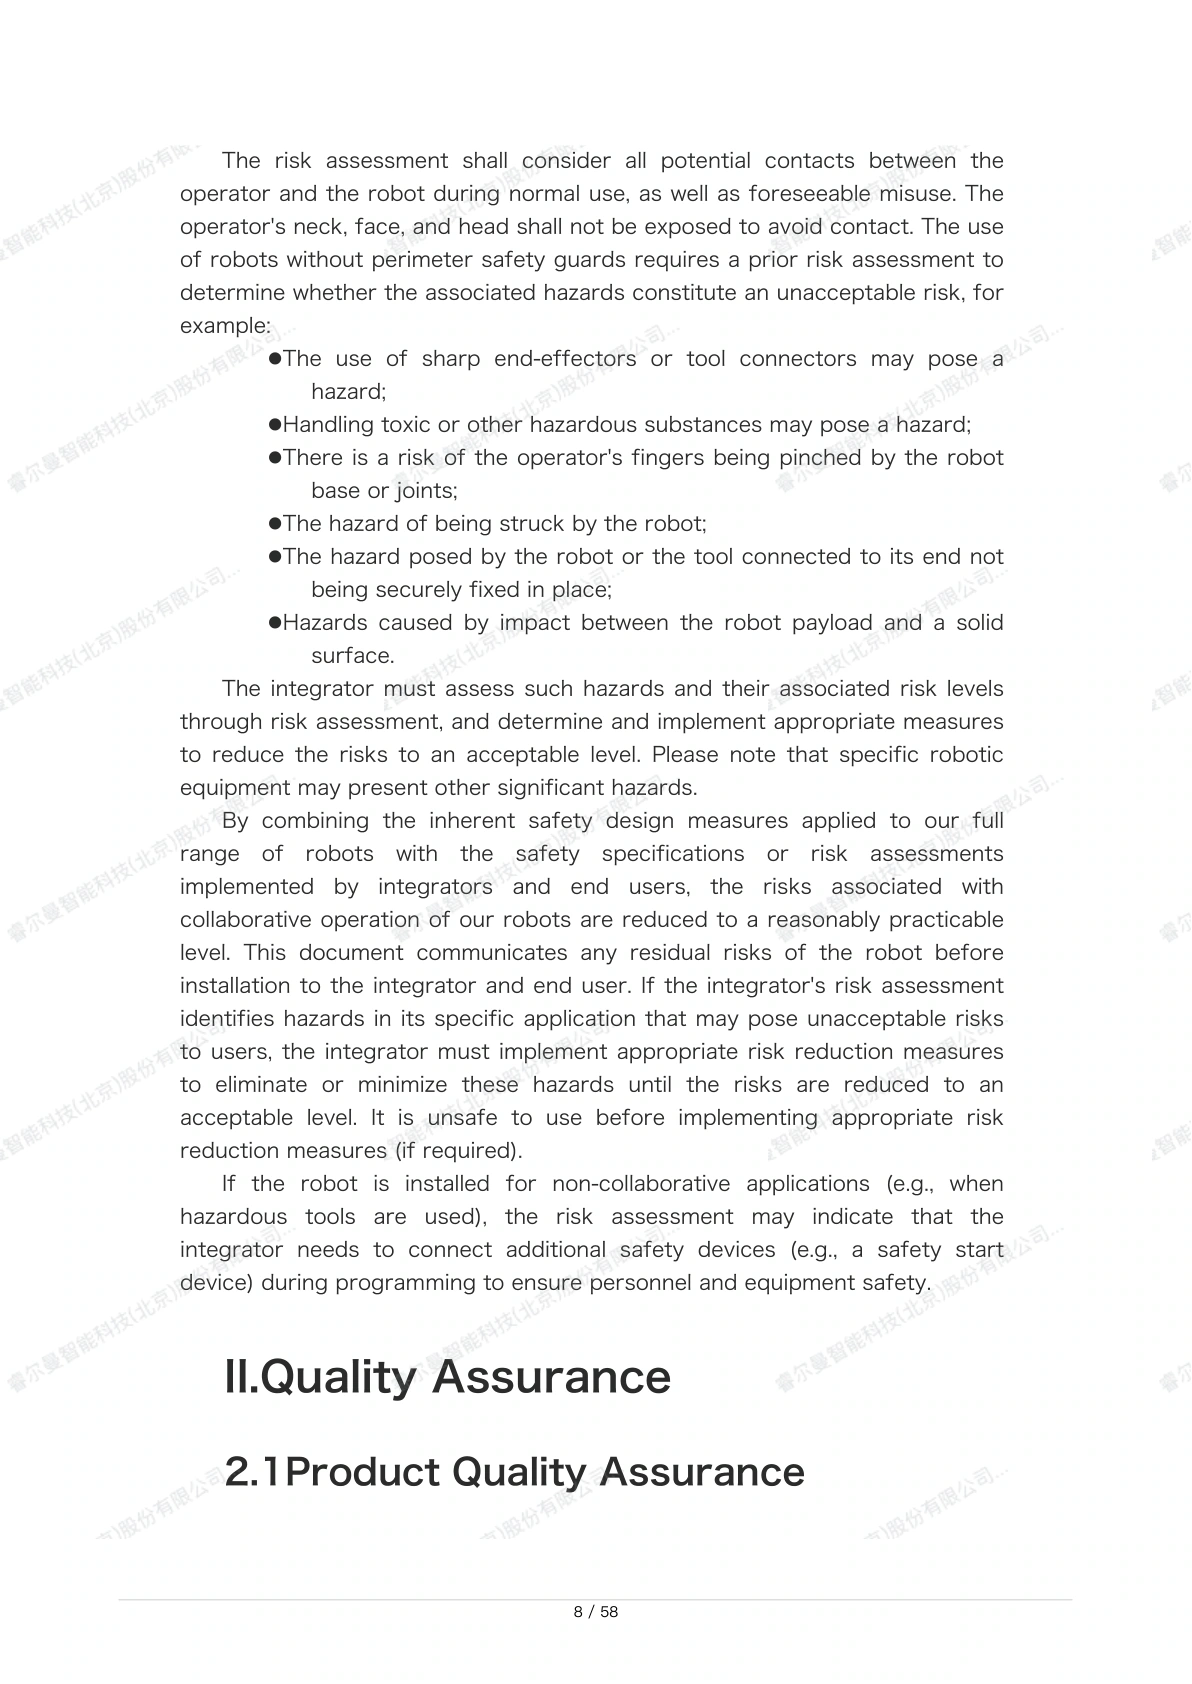 The risk assessment shall consider all potential contacts between the
operator and the robot during normal use, as well as foreseeable misuse. The
operator's neck, face, and head shall not be exposed to avoid contact. The use
of robots without perimeter safety guards requires a prior risk assessment to
determine whether the associated hazards constitute an unacceptable risk, for
example:
●The use of sharp end-effectors or tool connectors may pose a
hazard;
●Handling toxic or other hazardous substances may pose a hazard;
●There is a risk of the operator's fingers being pinched by the robot
base or joints;
●The hazard of being struck by the robot;
●The hazard posed by the robot or the tool connected to its end not
being securely fixed in place;
●Hazards caused by impact between the robot payload and a solid
surface.
The integrator must assess such hazards and their associated risk levels
through risk assessment, and determine and implement appropriate measures
to reduce the risks to an acceptable level. Please note that specific robotic
equipment may present other significant hazards.
By combining the inherent safety design measures applied to our full
range of robots with the safety specifications or risk assessments
implemented by integrators and end users, the risks associated with
collaborative operation of our robots are reduced to a reasonably practicable
level. This document communicates any residual risks of the robot before
installation to the integrator and end user. If the integrator's risk assessment
identifies hazards in its specific application that may pose unacceptable risks
to users, the integrator must implement appropriate risk reduction measures
to eliminate or minimize these hazards until the risks are reduced to an
acceptable level. It is unsafe to use before implementing appropriate risk
reduction measures (if required).
If the robot is installed for non-collaborative applications (e.g., when
hazardous tools are used), the risk assessment may indicate that the
integrator needs to connect additional safety devices (e.g., a safety start
device) during programming to ensure personnel and equipment safety.
II.Quality Assurance
2.1Product Quality Assurance
8 / 58
睿尔曼智能科技(北京)股份有限公司...